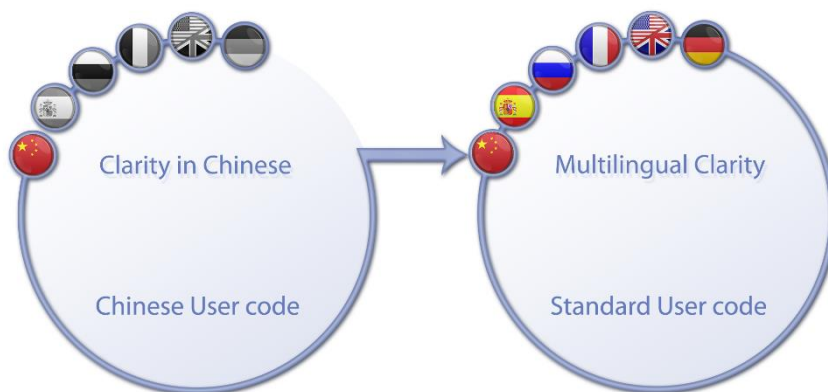 Clarity in Chinese
Chinese User code
Multilingual Clarity
Standard User code